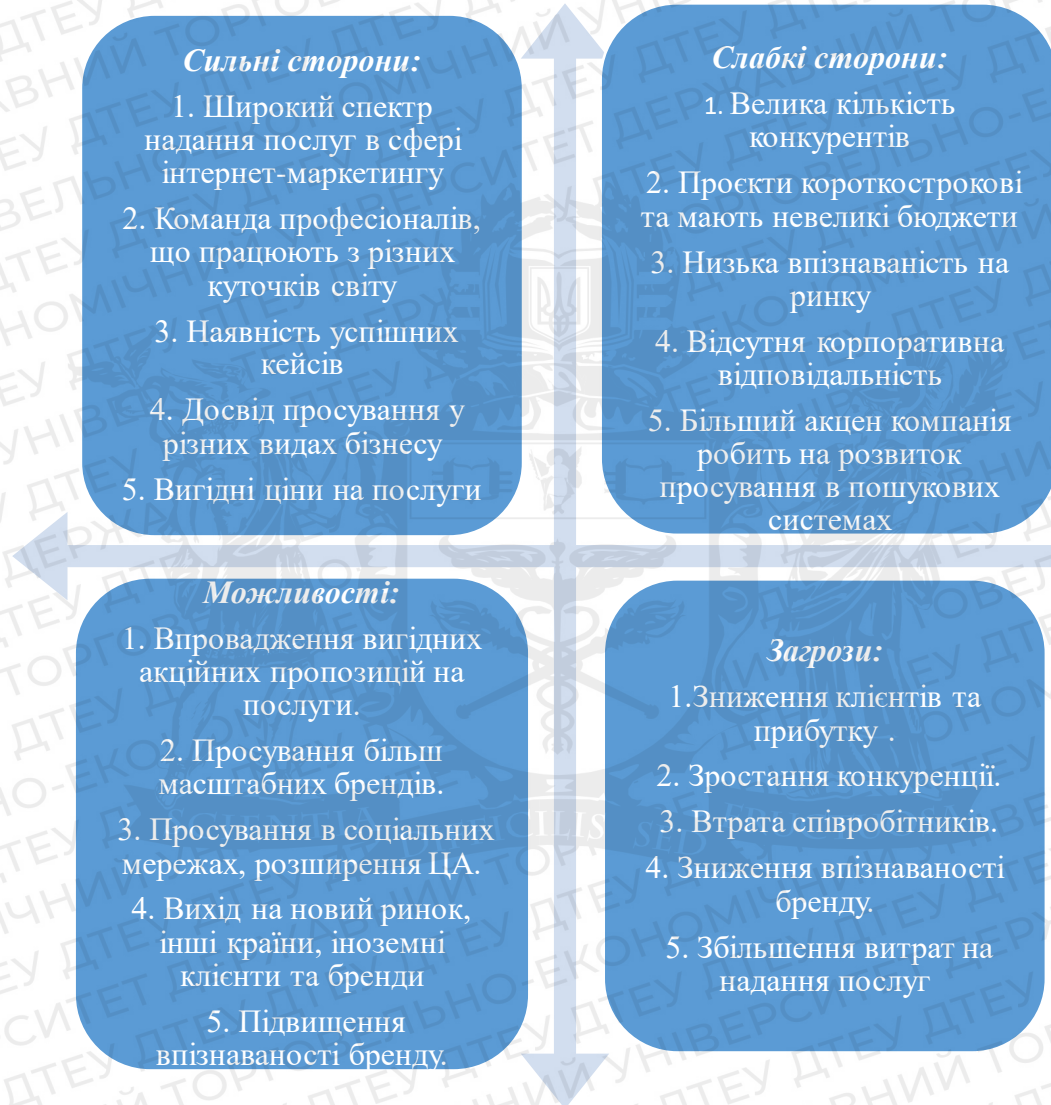 Сильні сторони:
1. Широкий спектр
надання послуг в сфері
інтернет-маркетингу
2. Команда професіоналів,
що працюють з різних
куточків світу
3. Наявність успішних
кейсів
4. Досвід просування у
різних видах бізнесу
5. Вигідні ціни на послуги
Слабкі сторони:
1. Велика кількість
конкурентів
2. Проєкти короткострокові
та мають невеликі бюджети
3. Низька впізнаваність на
ринку
4. Відсутня корпоративна
відповідальність
5. Більший акцен компанія
робить на розвиток
просування в пошукових
системах
Можливості:
1. Впровадження вигідних
акційних пропозицій на
послуги.
2. Просування більш
масштабних брендів.
3. Просування в соціальних
мережах, розширення ЦА.
4. Вихід на новий ринок,
інші країни, іноземні
клієнти та бренди
5. Підвищення
впізнаваності бренду.
Загрози:
1.Зниження клієнтів та
прибутку .
2. Зростання конкуренції.
3. Втрата співробітників.
4. Зниження впізнаваності
бренду.
5. Збільшення витрат на
надання послуг